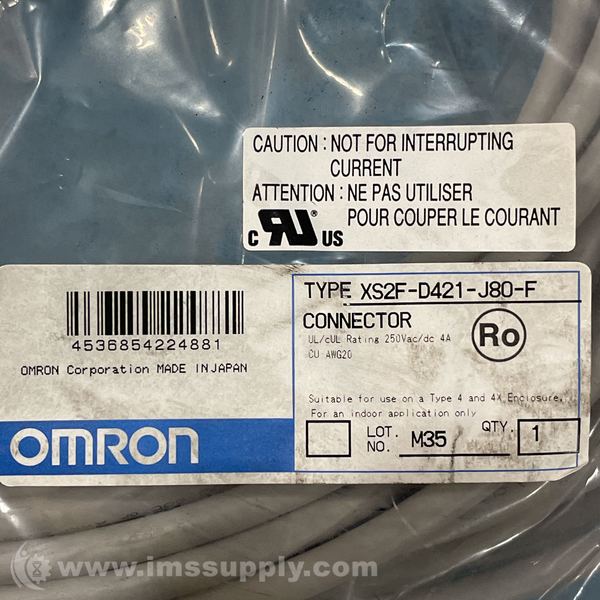 CAUTION : NOT FOR INTERRUPTING
CURRENT
ATTENTION : NE PAS UTILISER
POUR COUPER LE COURANT
c RU ® US
TYPE XS2F-D421-J80-F
CONNECTOR
UL/cUL Rating 250Vac/dc 4A
CU AWG20
Ro
4536854224881
OMRON Corporation MADE IN JAPAN
Suitable for use on a Type 4 and 4X Enclosure.
For an indoor application only
OMRON
LOT. NO. M35 QTY. 1
© www.imssupply.com